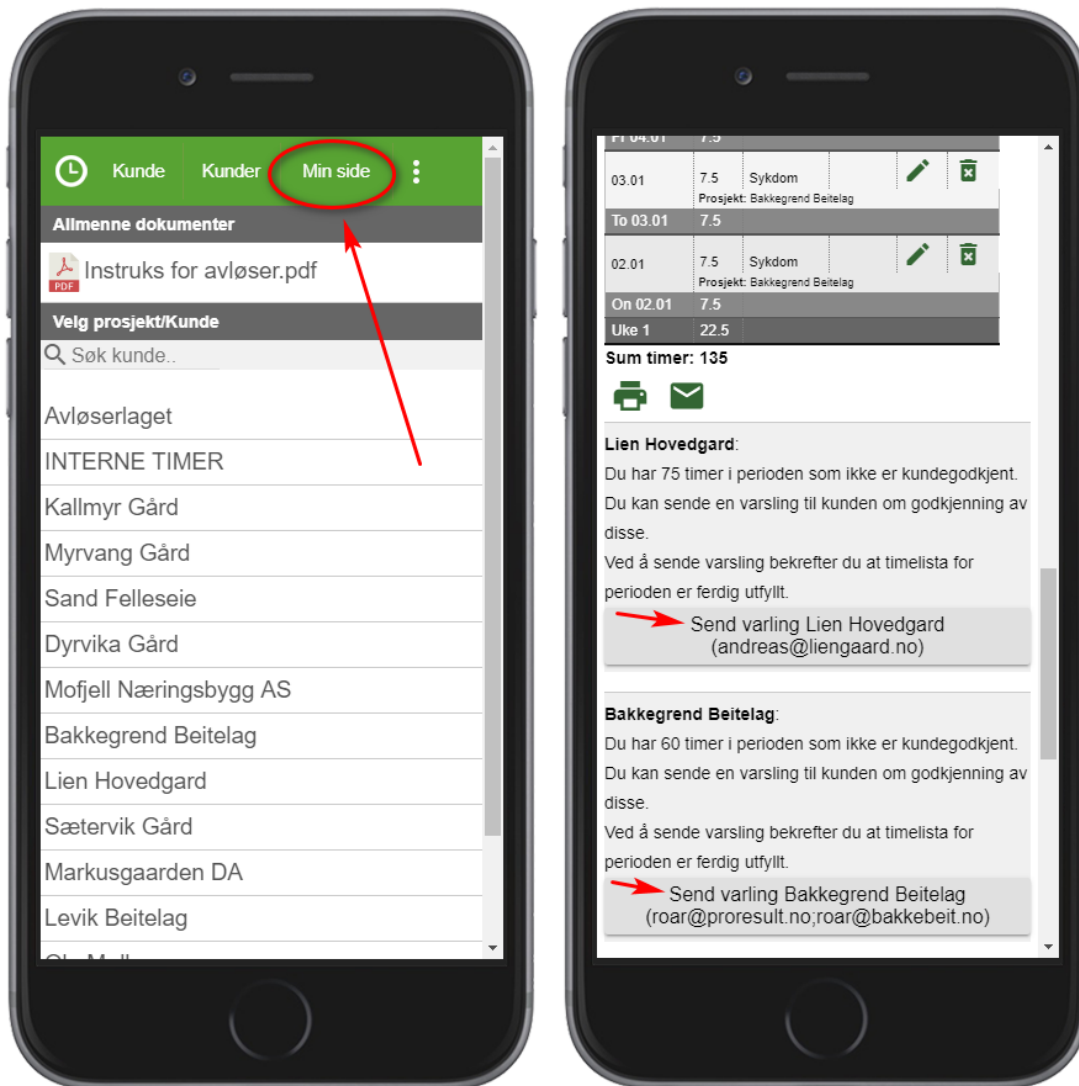 Kunde Kunder Min side
Allmenne dokumenter
PDF Instruks for avløser.pdf
Velg prosjekt/Kunde
Søk kunde..
Avløserlaget
INTERNE TIMER
Kallmyr Gård
Myrvang Gård
Sand Felleseie
Dyrvika Gård
Mofjell Næringsbygg AS
Bakkegrend Beitelag
Lien Hovedgard
Sætervik Gård
Markusgaarden DA
Levik Beitelag
Fr 04.01 7.5
03.01 7.5 Sykdom
Prosjekt: Bakkegrend Beitelag
To 03.01 7.5
02.01 7.5 Sykdom
Prosjekt: Bakkegrend Beitelag
On 02.01 7.5
Uke 1 22.5
Sum timer: 135
Lien Hovedgard:
Du har 75 timer i perioden som ikke er kundegodkjent.
Du kan sende en varsling til kunden om godkjenning av
disse.
Ved å sende varsling bekrefter du at timelista for
perioden er ferdig utfyllt.
Send varling Lien Hovedgard
(andreas@liengaard.no)
Bakkegrend Beitelag:
Du har 60 timer i perioden som ikke er kundegodkjent.
Du kan sende en varsling til kunden om godkjenning av
disse.
Ved å sende varsling bekrefter du at timelista for
perioden er ferdig utfyllt.
Send varling Bakkegrend Beitelag
(roar@proresult.no;roar@bakkebeit.no)